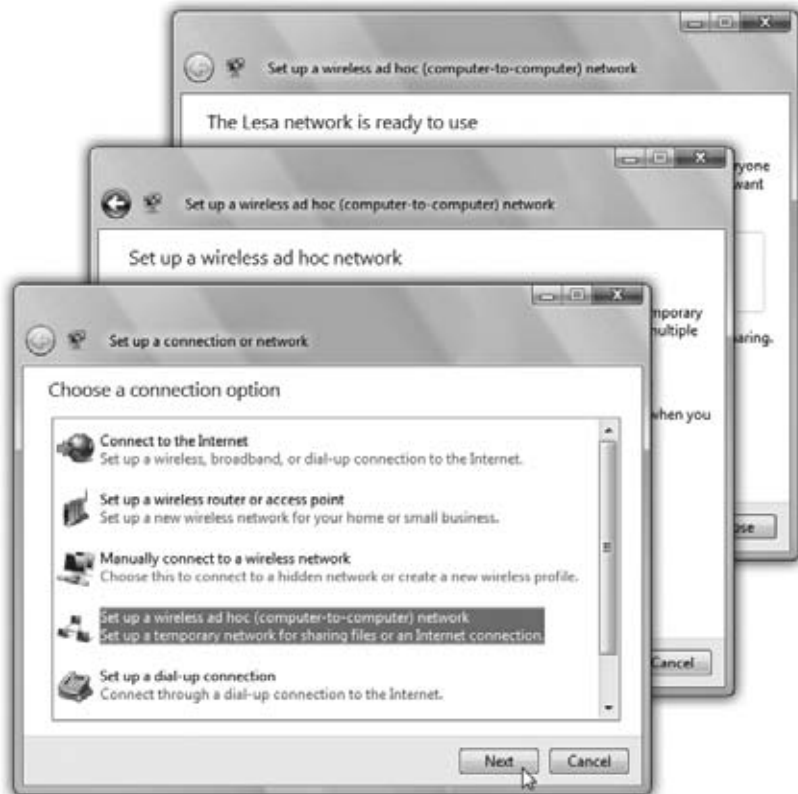 Set up a wireless ad hoc (computer-to-computer) network
The Lesa network is ready to use
want
Set up a wireless ad hoc (computer-to-computer) network
Set up a wireless ad hoc network
multiple
aring.
when you
Set up a connection or network
Choose a connection option
Connect to the Internet
Set up a wireless, broadband, or dial-up connection to the Internet.
Set up a wireless router or access point
Set up a new wireless network for your home or small business.
Manually connect to a wireless network
Choose this to connect to a hidden network or create a new wireless profile.
Set up a wireless ad hoc (computer-to-computer) network
Set up a temporary network for sharing files or an Internet connection.
Set up a dial-up connection
Connect through a dial-up connection to the Internet.
Cancel
Next
Cancel